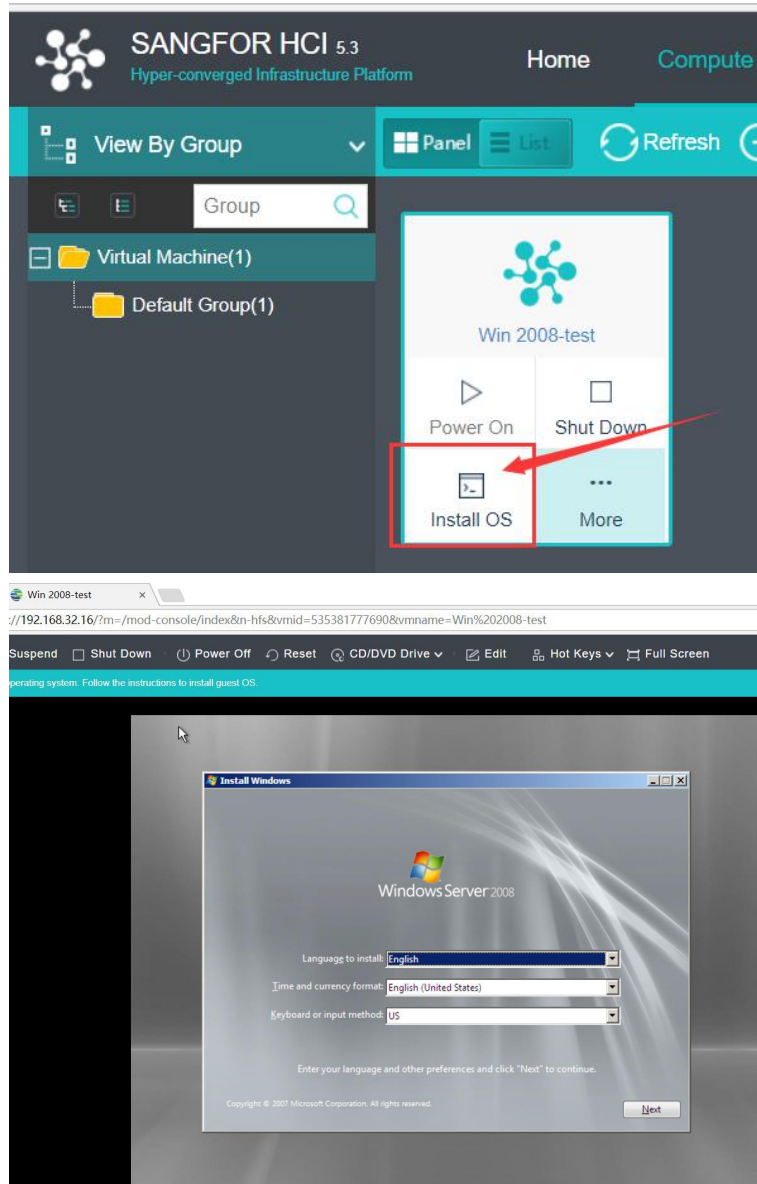 SANGFOR HCI 5.3
Hyper-converged Infrastructure Platform
Home
Compute
View By Group
Panel
List
Refresh
Group
Virtual Machine(1)
Default Group(1)
Win 2008-test
Power On
Shut Down
Install OS
More
Win 2008-test
://192.168.32.16/?m=/mod-console/index&n-hfs&vmid=535381777690&vmname=Win%202008-test
Suspend Shut Down Power Off Reset CD/DVD Drive Edit Hot Keys Full Screen
operating system. Follow the instructions to install guest OS.
Install Windows
Windows Server 2008
Language to install: English
Time and currency format: English (United States)
Keyboard or input method: US
Enter your language and other preferences and click "Next" to continue.
Copyright © 2007 Microsoft Corporation. All rights reserved.
Next